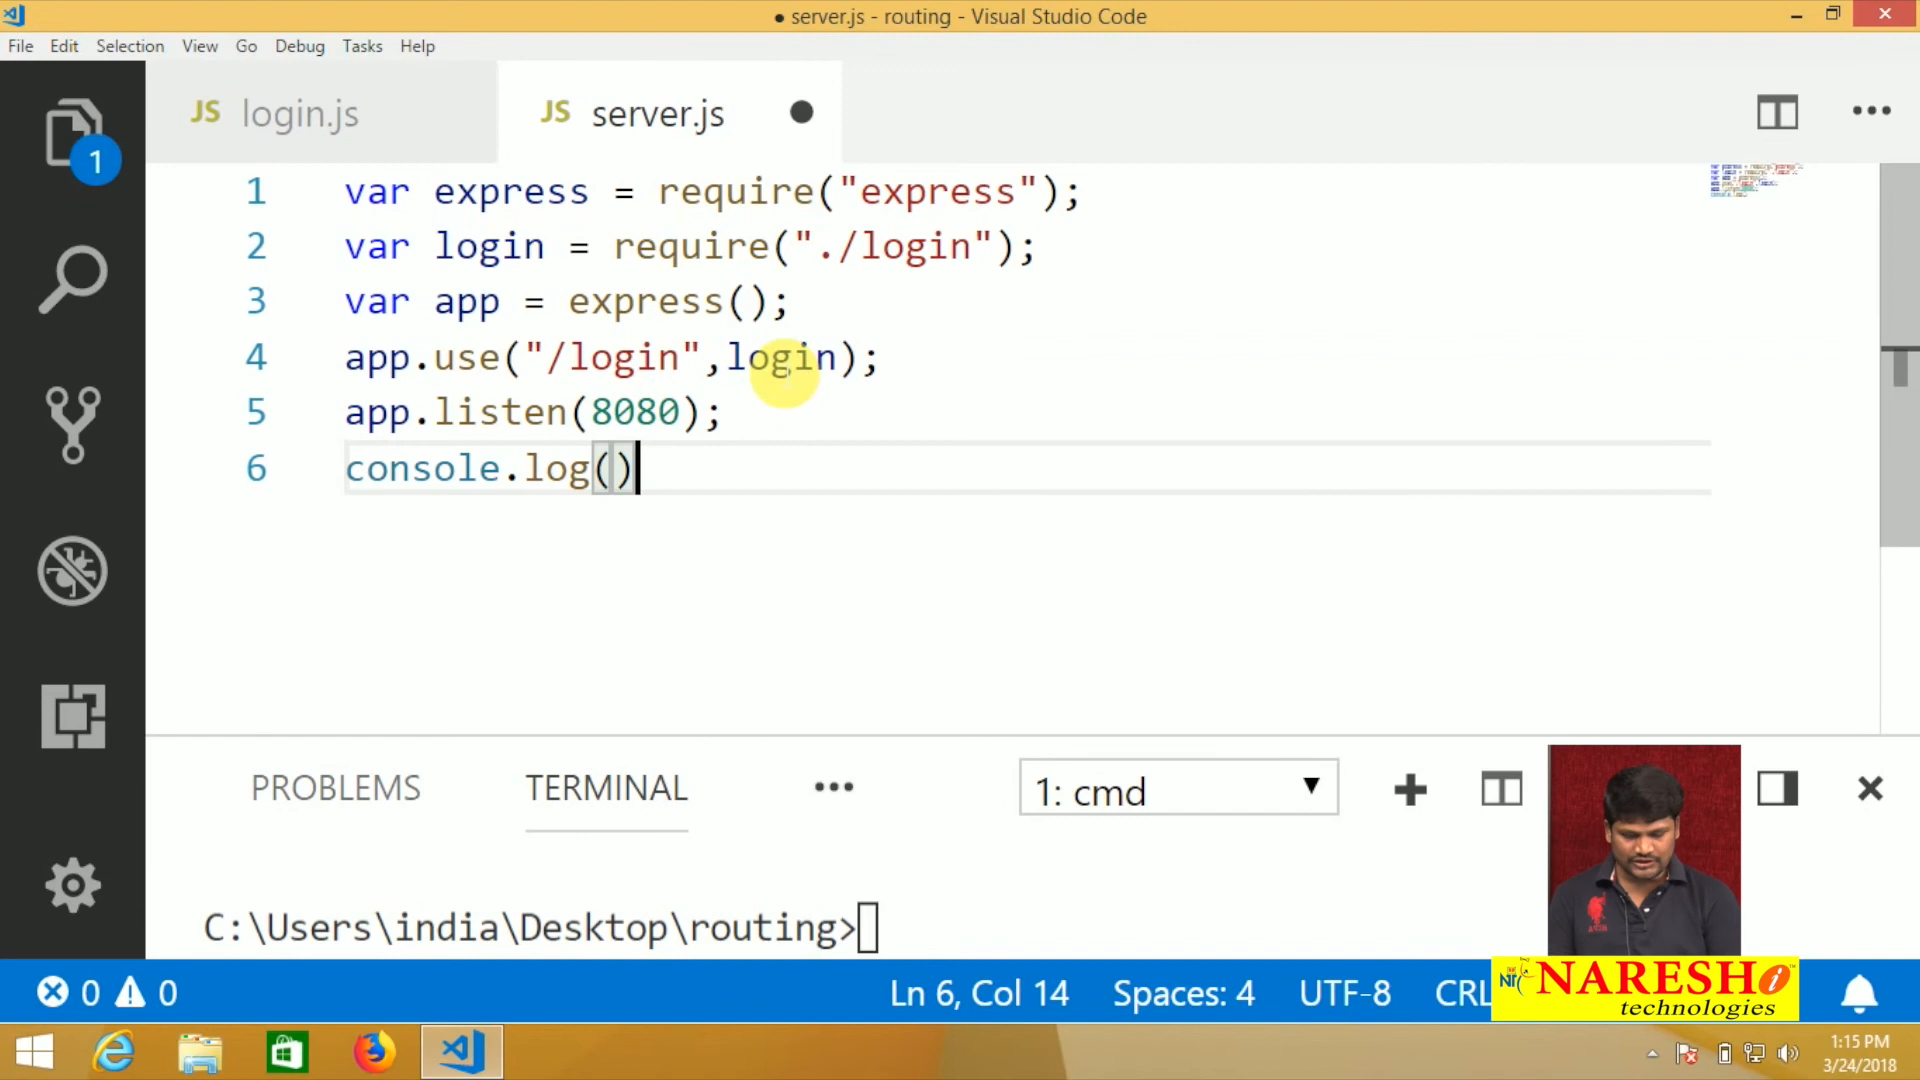 ● server.js - routing - Visual Studio Code
File Edit Selection View Go Debug Tasks Help
JS login.js JS server.js
1 var express = require("express");
2 var login = require("./login");
3 var app = express();
4 app.use("/login",login);
5 app.listen(8080);
6 console.log()
PROBLEMS TERMINAL ••• 1: cmd
C:\Users\india\Desktop\routing>
0 0 Ln 6, Col 14 Spaces: 4 UTF-8 CRL
1
NARESH i
technologies
1:15 PM
3/24/2018